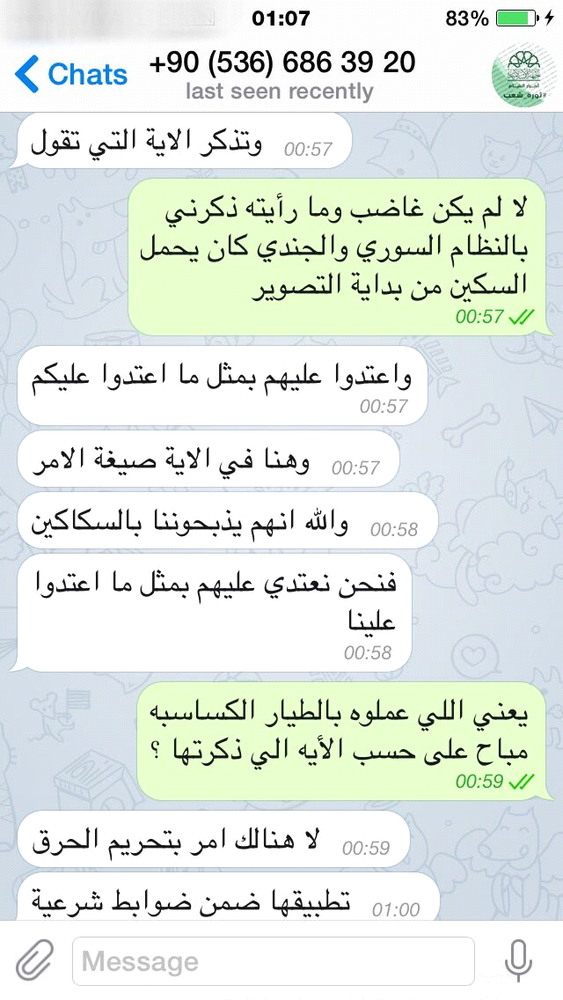 01:07
83%
Chats
+90 (536) 686 39 20
last seen recently
#ثورة_شعب
وتذكر الاية التي تقول 00:57
لا لم يكن غاضب وما رأيته ذكرني
بالنظام السوري والجندي كان يحمل
السكين من بداية التصوير
00:57
واعتدوا عليهم بمثل ما اعتدوا عليكم
00:57
وهنا في الاية صيغة الامر 00:57
والله انهم يذبحوننا بالسكاكين 00:58
فنحن نعتدي عليهم بمثل ما اعتدوا
علينا
00:58
يعني اللي عملوه بالطيار الكساسبه
مباح على حسب الأيه الي ذكرتها ؟
00:59
لا هنالك امر بتحريم الحرق 00:59
تطبيقها ضمن ضوابط شرعية 01:00
Message